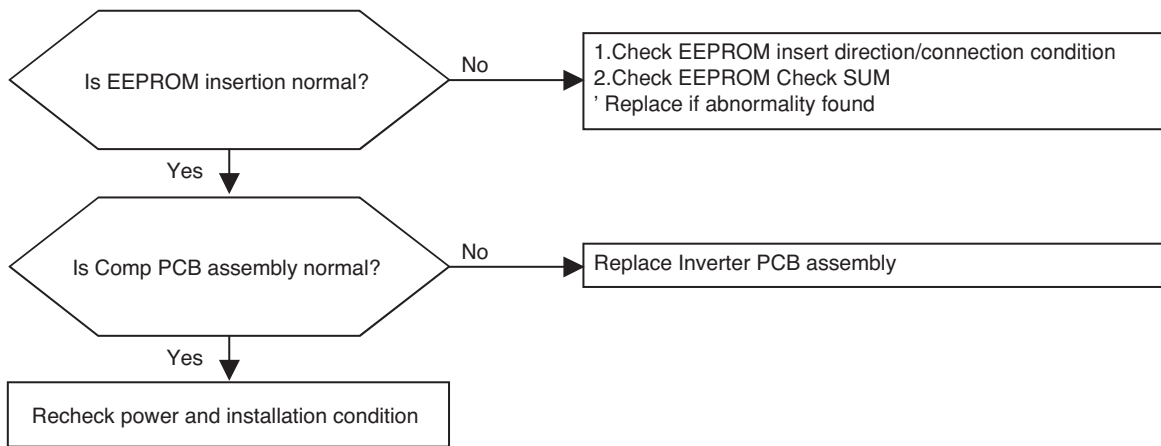 Is EEPROM insertion normal?
No
1.Check EEPROM insert direction/connection condition
2.Check EEPROM Check SUM
' Replace if abnormality found
Yes
Is Comp PCB assembly normal?
No
Replace Inverter PCB assembly
Yes
Recheck power and installation condition